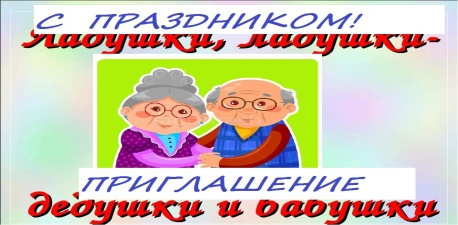 С ПРАЗДНИКОМ!
Ладушки, ладушки-
ПРИГЛАШЕНИЕ
дедушки и бабушки